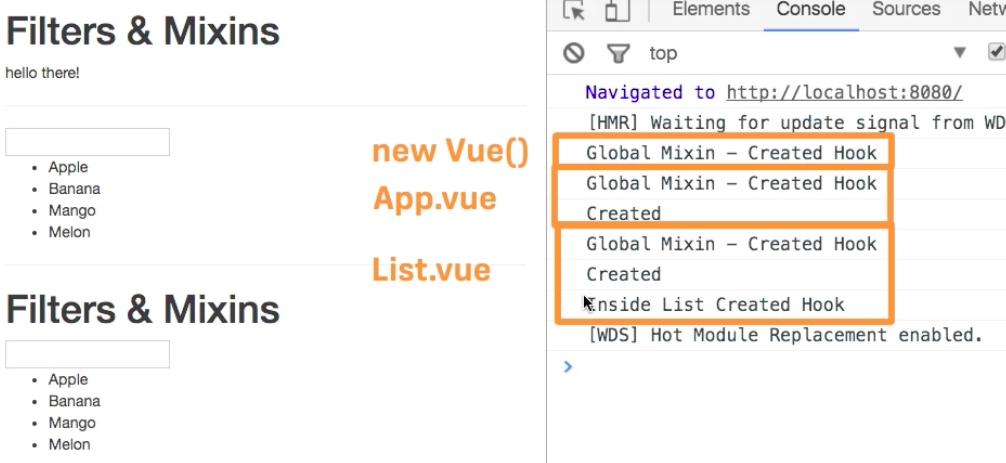 Filters & Mixins
hello there!
Apple
Banana
Mango
Melon
Filters & Mixins
Apple
Banana
Mango
Melon
new Vue()
App.vue
List.vue
Elements Console Sources Netw
top
Navigated to http://localhost:8080/
[HMR] Waiting for update signal from WD
Global Mixin – Created Hook
Global Mixin – Created Hook
Created
Global Mixin – Created Hook
Created
Inside List Created Hook
[WDS] Hot Module Replacement enabled.